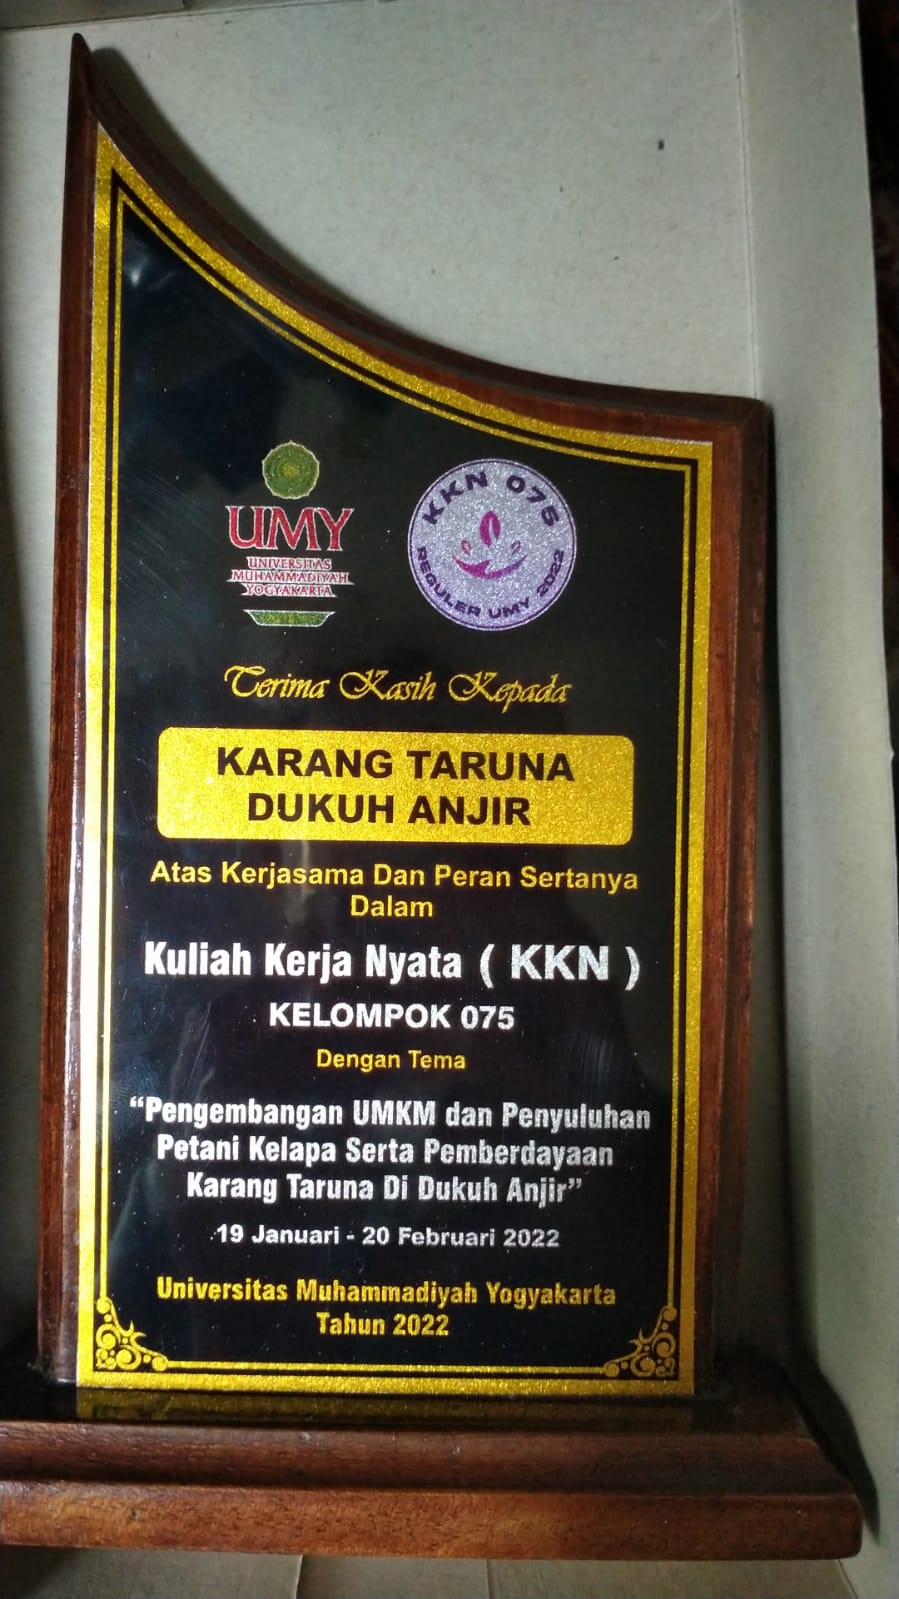 UMY
UNIVERSITAS
MUHAMMADIYAH
YOGYAKARTA
KKN 075
REGULER UMY 2022
Terima Kasih Kepada
KARANG TARUNA
DUKUH ANJIR
Atas Kerjasama Dan Peran Sertanya
Dalam
Kuliah Kerja Nyata ( KKN )
KELOMPOK 075
Dengan Tema
“Pengembangan UMKM dan Penyuluhan
Petani Kelapa Serta Pemberdayaan
Karang Taruna Di Dukuh Anjir”
19 Januari - 20 Februari 2022
Universitas Muhammadiyah Yogyakarta
Tahun 2022